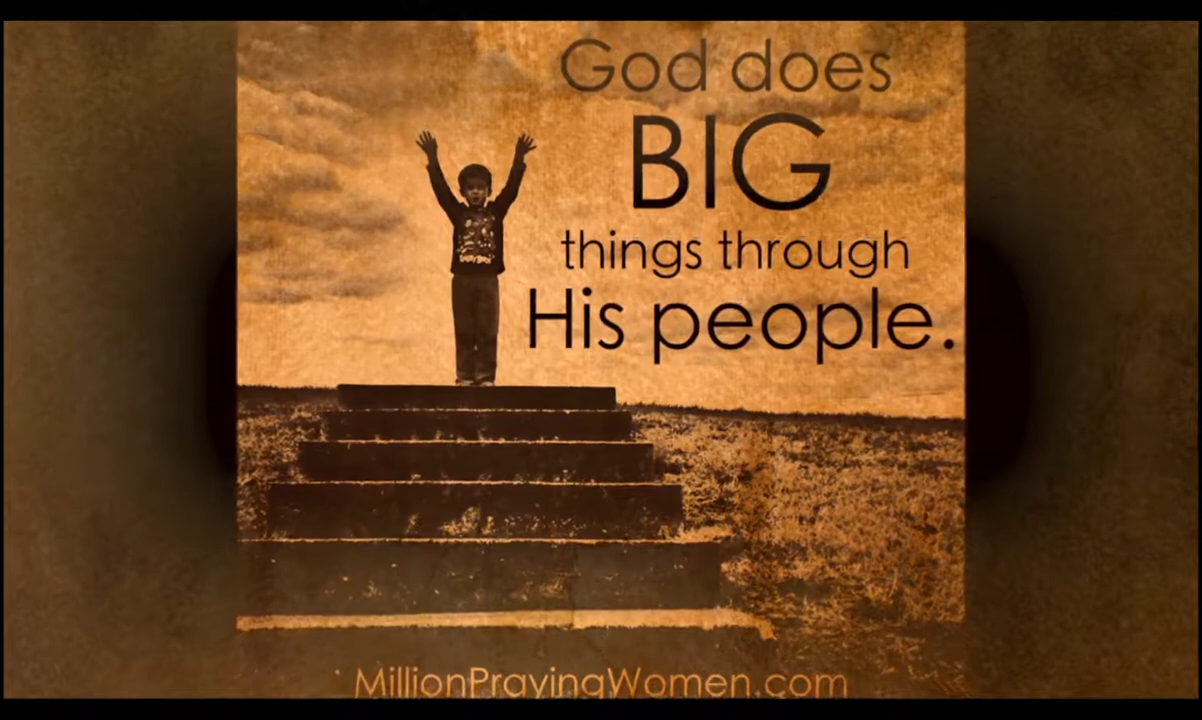 God does
BIG
things through
His people.
MillionPrayingWomen.com